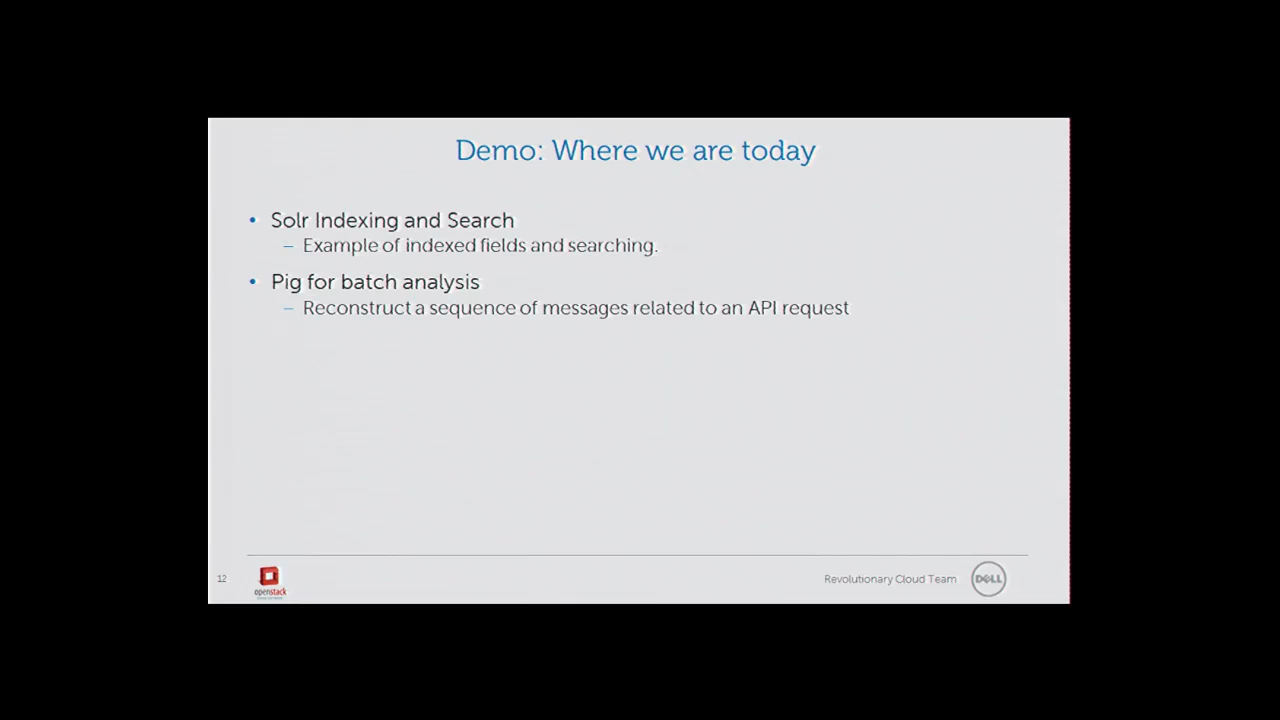 Demo: Where we are today
• Solr Indexing and Search
– Example of indexed fields and searching.
• Pig for batch analysis
– Reconstruct a sequence of messages related to an API request
12
openstack
Revolutionary Cloud Team
DELL